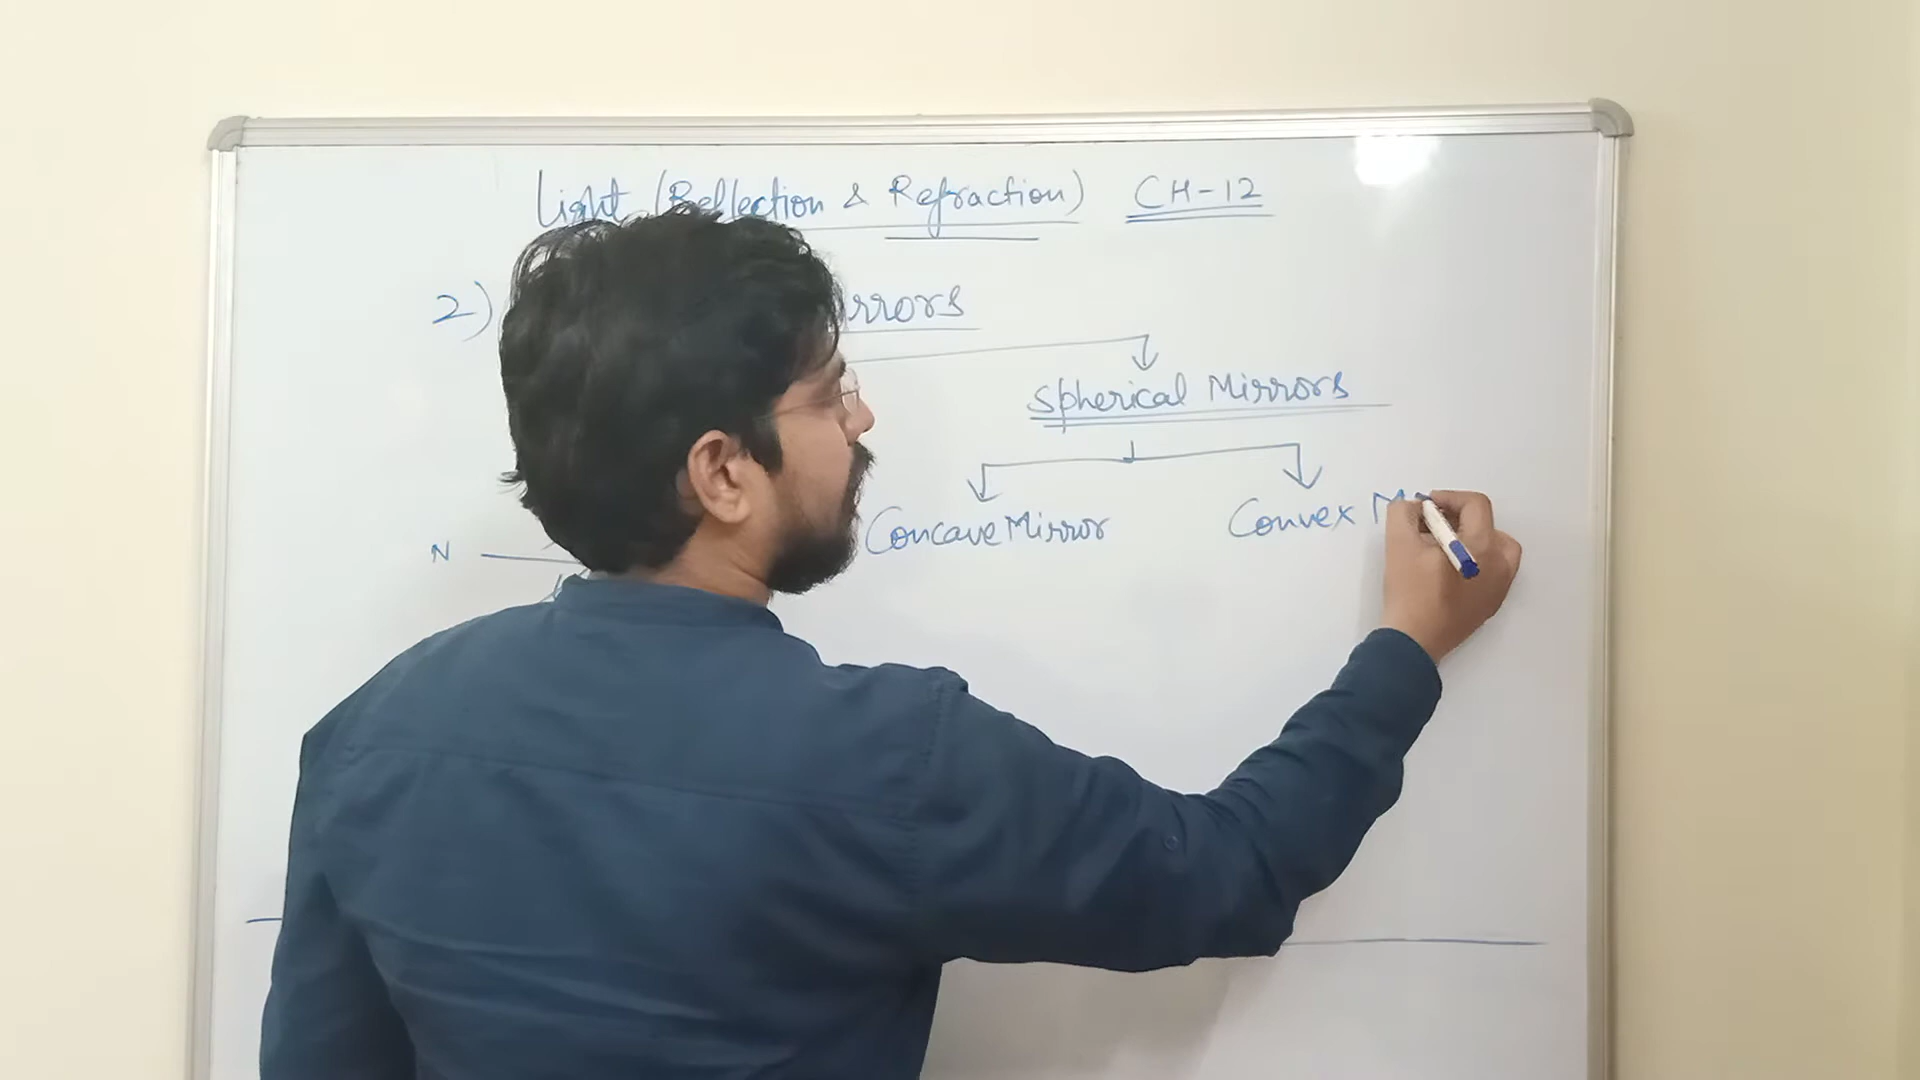 Light (Reflection & Refraction) CH-12
2)
Spherical Mirrors
Concave Mirror Convex
N